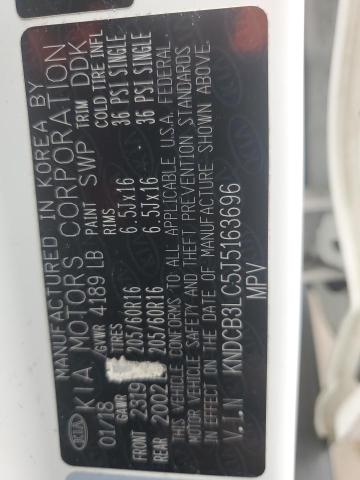 KIA
MANUFACTURED IN KOREA BY
KIA MOTORS CORPORATION
01/18 GVWR 4189 LB PAINT SWP TRIM DDK
GAWR TIRES RIMS COLD TIRE INFL
FRONT 2319 205/60R16 6.5JX16 36 PSI SINGLE
REAR 2002 205/60R16 6.5JX16 36 PSI SINGLE
THIS VEHICLE CONFORMS TO ALL APPLICABLE U.S.A. FEDERAL
MOTOR VEHICLE SAFETY AND THEFT PREVENTION STANDARDS
IN EFFECT ON THE DATE OF MANUFACTURE SHOWN ABOVE.
V.I.N KNDCB3LC5J5163696
MPV